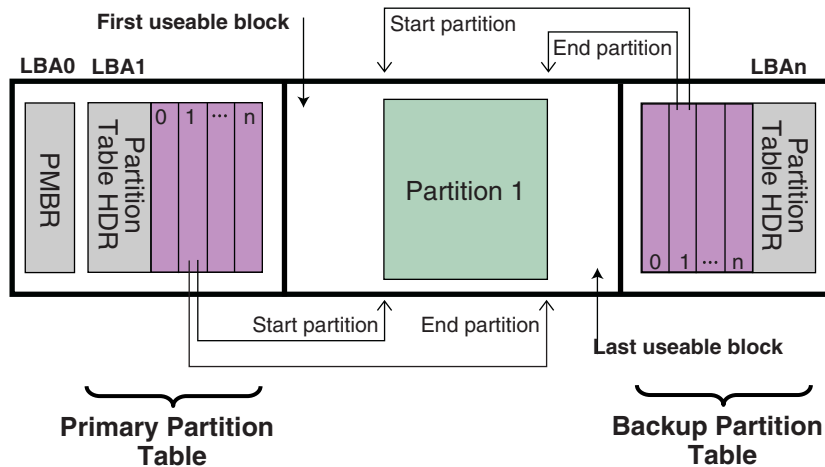 First useable block
Start partition
End partition
LBA0
LBA1
LBAn
PMBR
Partition
Table HDR
0 1 ... n
Partition 1
0 1 ... n
Partition
Table HDR
Start partition
End partition
Last useable block
Primary Partition
Table
Backup Partition
Table